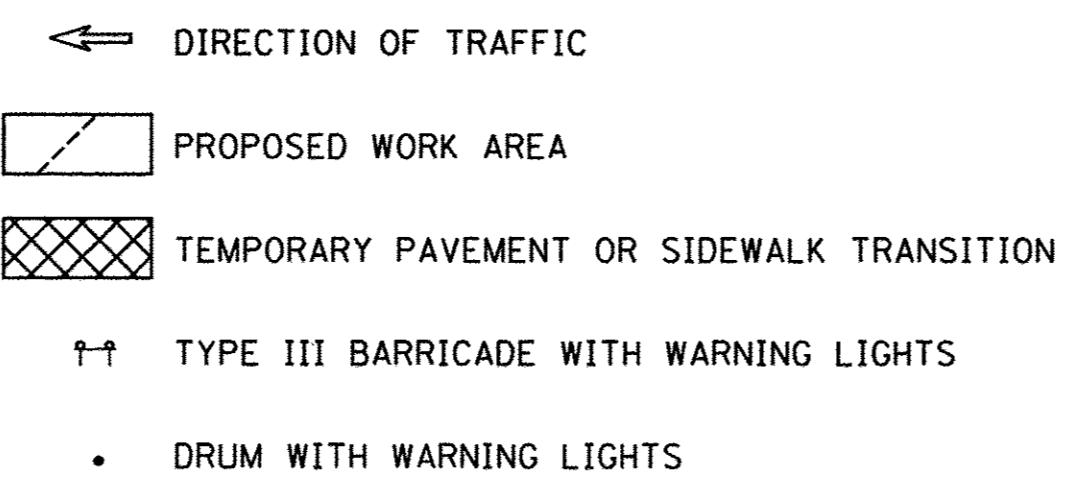 DIRECTION OF TRAFFIC
PROPOSED WORK AREA
TEMPORARY PAVEMENT OR SIDEWALK TRANSITION
TYPE III BARRICADE WITH WARNING LIGHTS
DRUM WITH WARNING LIGHTS